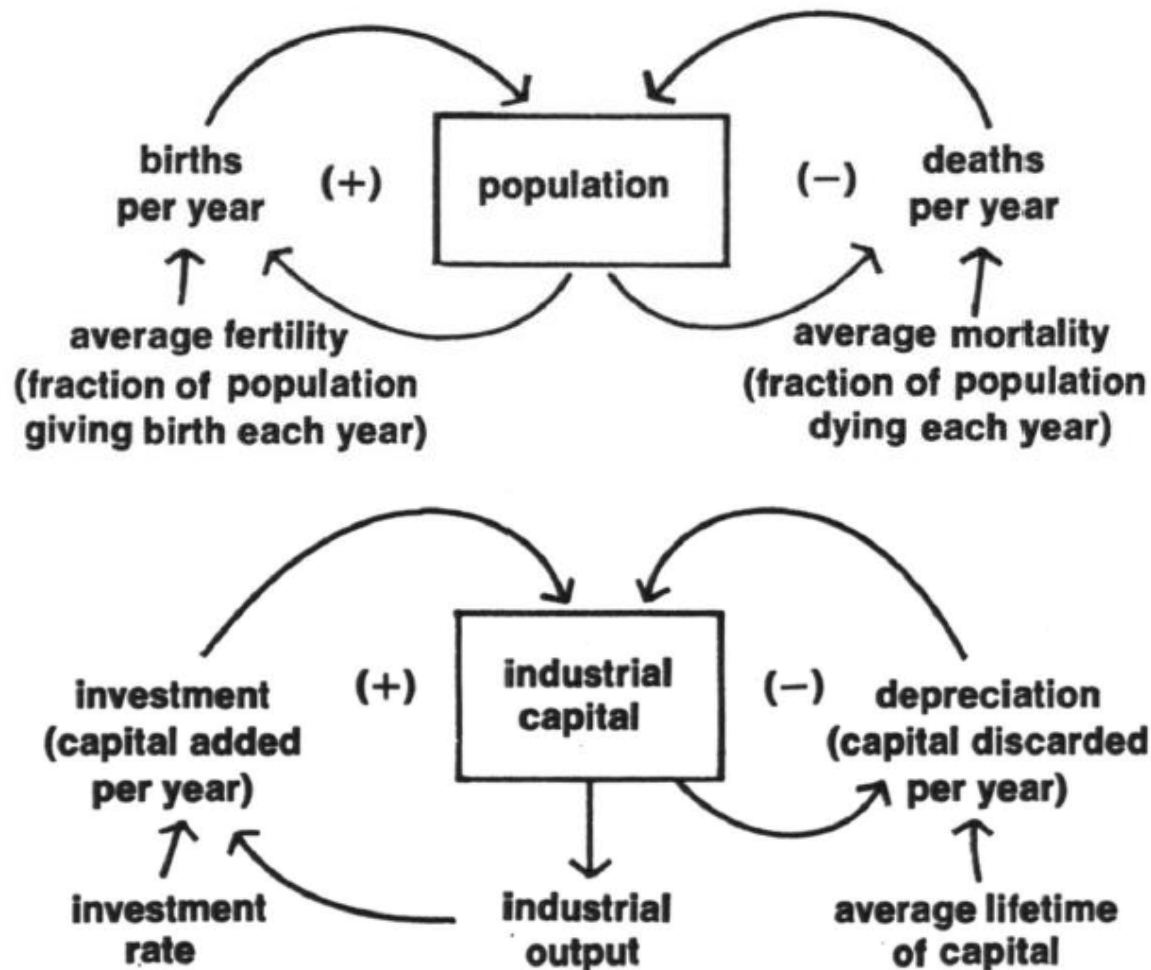 births
per year
(+)
population
(−)
deaths
per year
average fertility
(fraction of population
giving birth each year)
average mortality
(fraction of population
dying each year)
investment
(capital added
per year)
(+)
industrial
capital
(−)
depreciation
(capital discarded
per year)
investment
rate
industrial
output
average lifetime
of capital